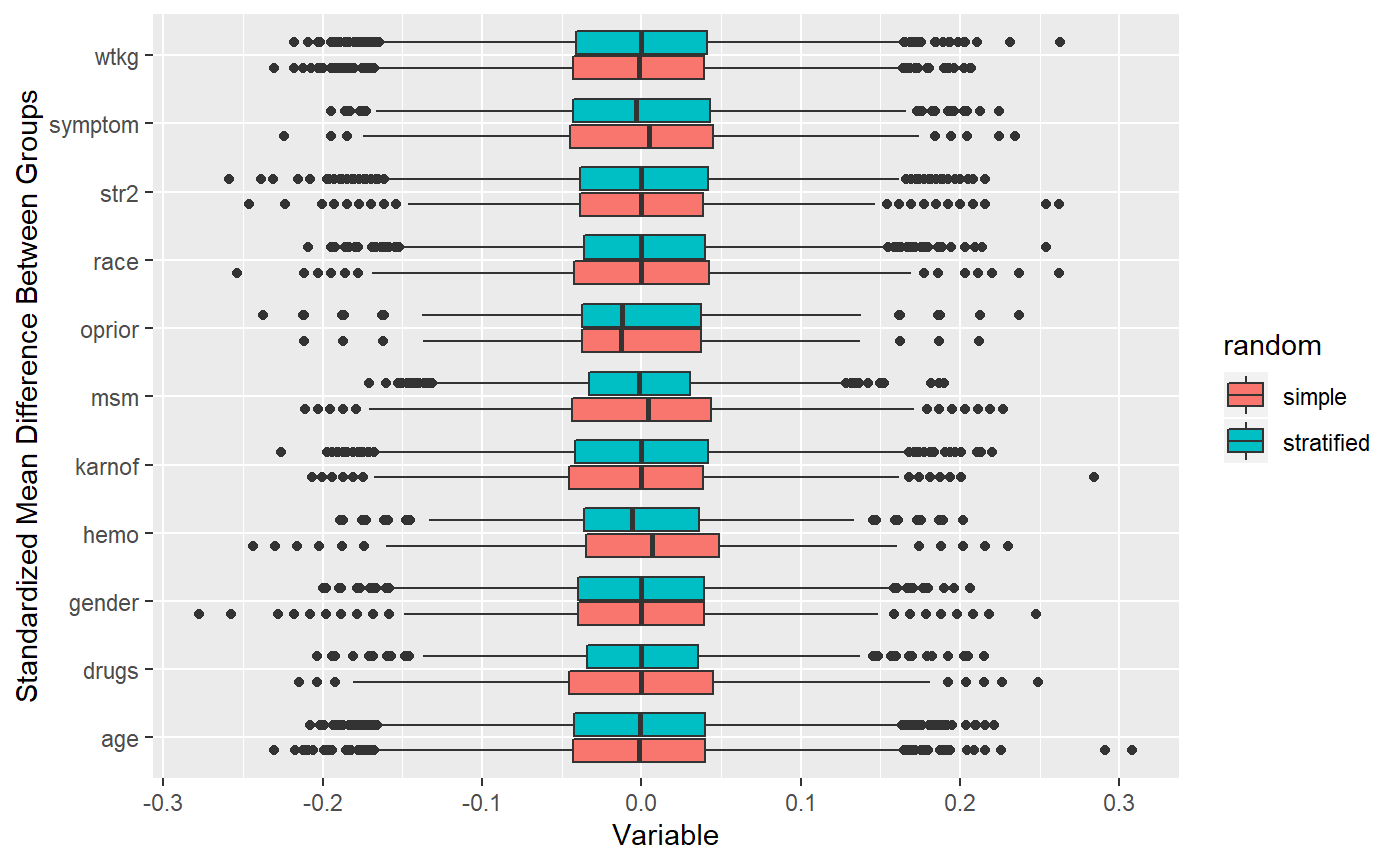 Standardized Mean Difference Between Groups
wtkg
symptom
str2
race
oprior
msm
karnof
hemo
gender
drugs
age
-0.3 -0.2 -0.1 0.0 0.1 0.2 0.3
Variable
random
simple
stratified